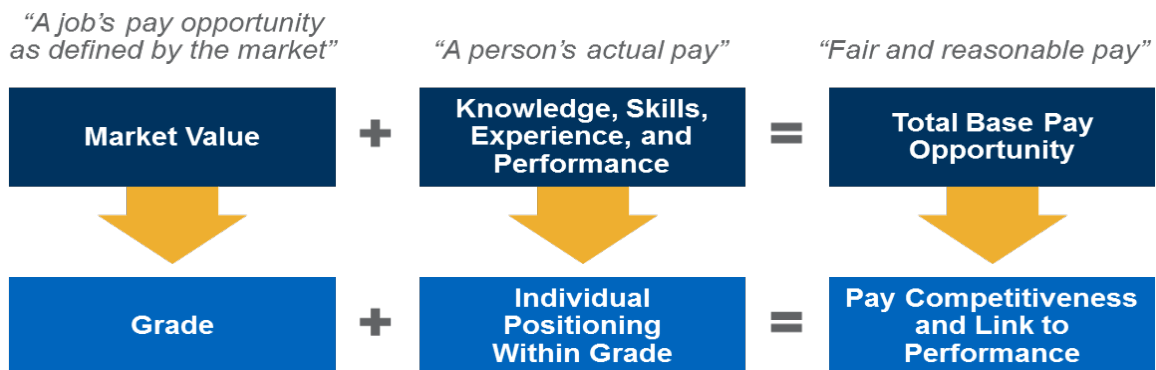 “A job’s pay opportunity
as defined by the market”
“A person’s actual pay”
“Fair and reasonable pay”
Market Value
+
Knowledge, Skills,
Experience, and
Performance
=
Total Base Pay
Opportunity
Grade
+
Individual
Positioning
Within Grade
=
Pay Competitiveness
and Link to
Performance